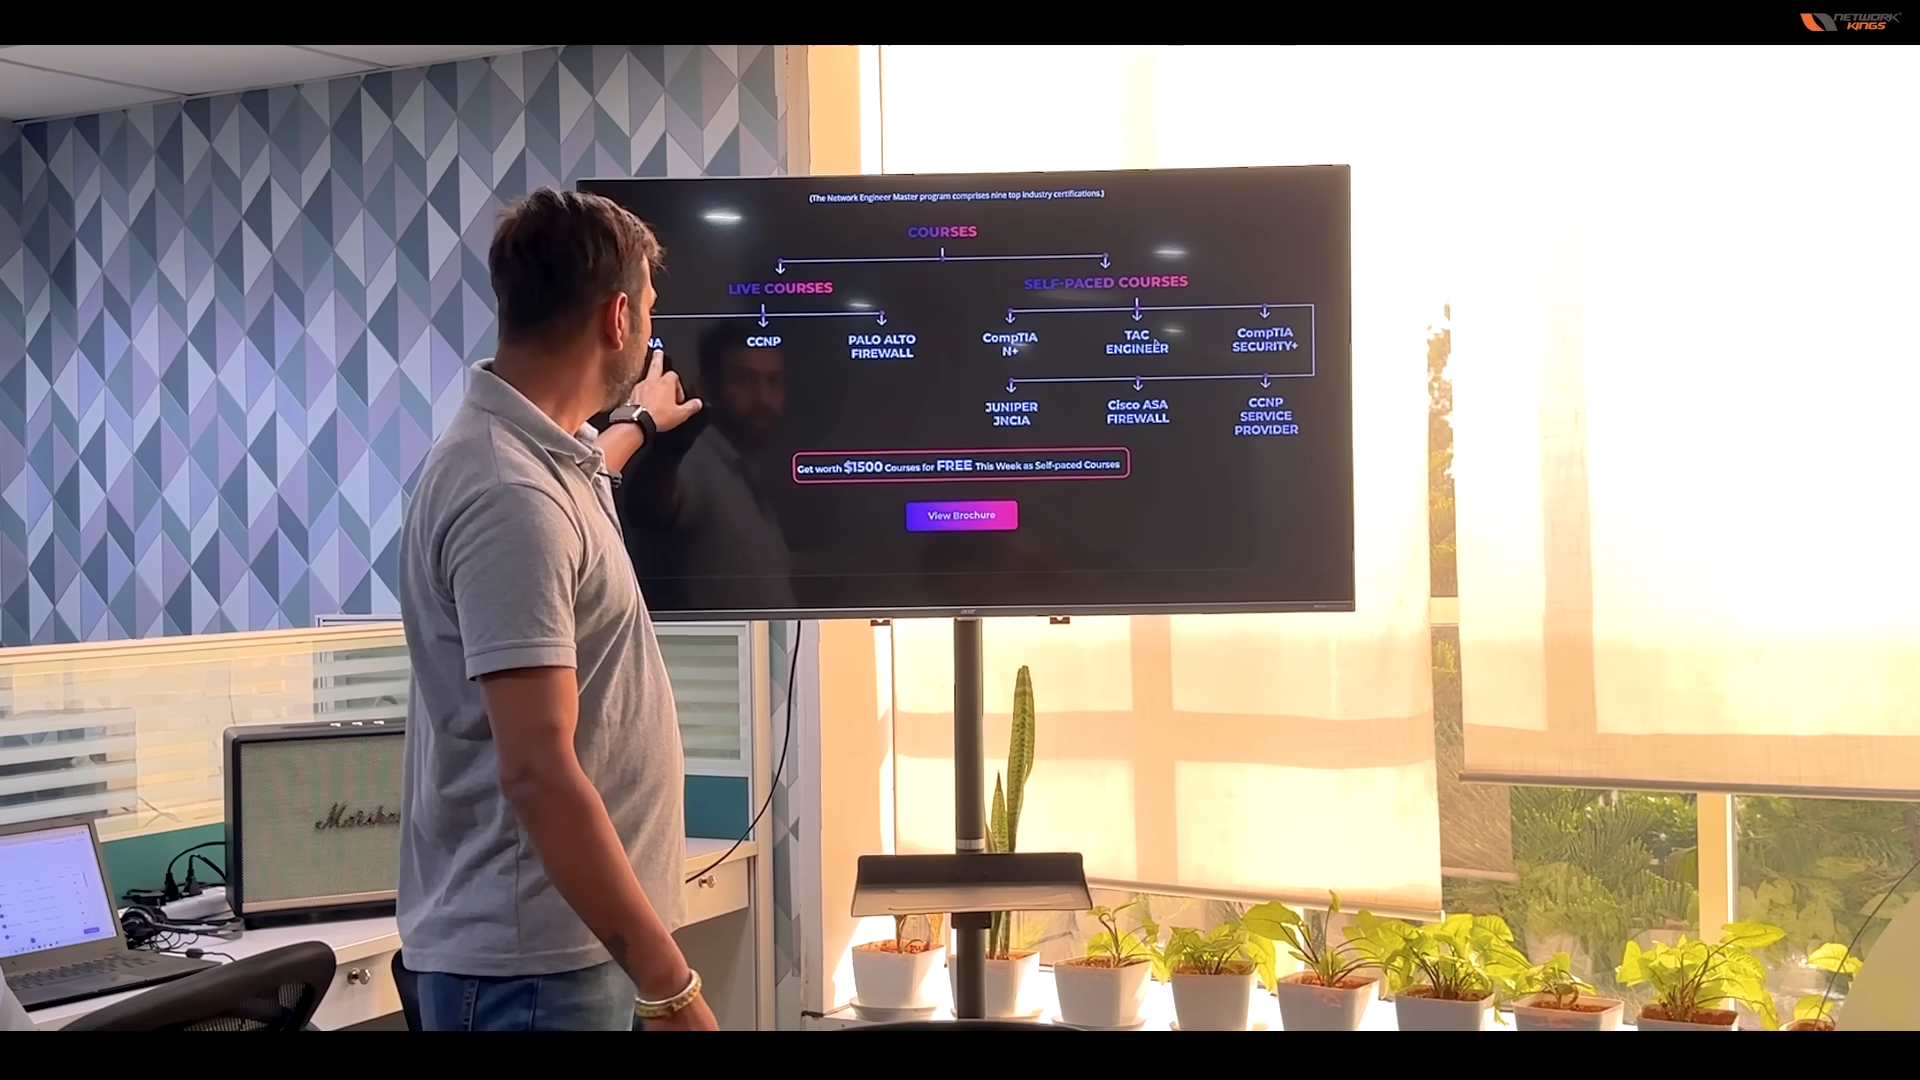 NETWORK
KINGS
(The Network Engineer Master program comprises nine top industry certifications.)
COURSES
LIVE COURSES
SELF-PACED COURSES
NA
CCNP
PALO ALTO
FIREWALL
CompTIA
N+
TAC
ENGINEER
CompTIA
SECURITY+
JUNIPER
JNCIA
Cisco ASA
FIREWALL
CCNP
SERVICE
PROVIDER
Get worth $1500 Courses for FREE This Week as Self-paced Courses
View Brochure
acer